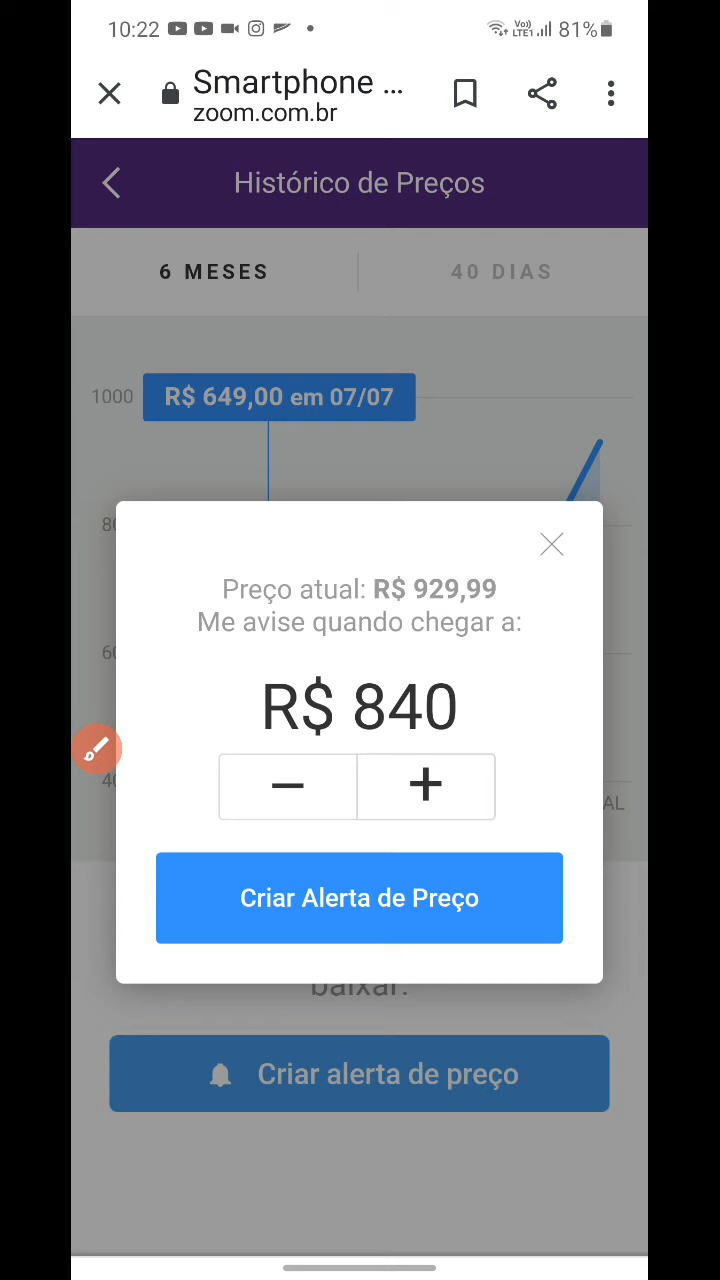 10:22
Vo)) LTE1 81%
Smartphone ...
zoom.com.br
Histórico de Preços
6 MESES
40 DIAS
1000
R$ 649,00 em 07/07
Preço atual: R$ 929,99
Me avise quando chegar a:
R$ 840
− +
Criar Alerta de Preço
baixar.
Criar alerta de preço